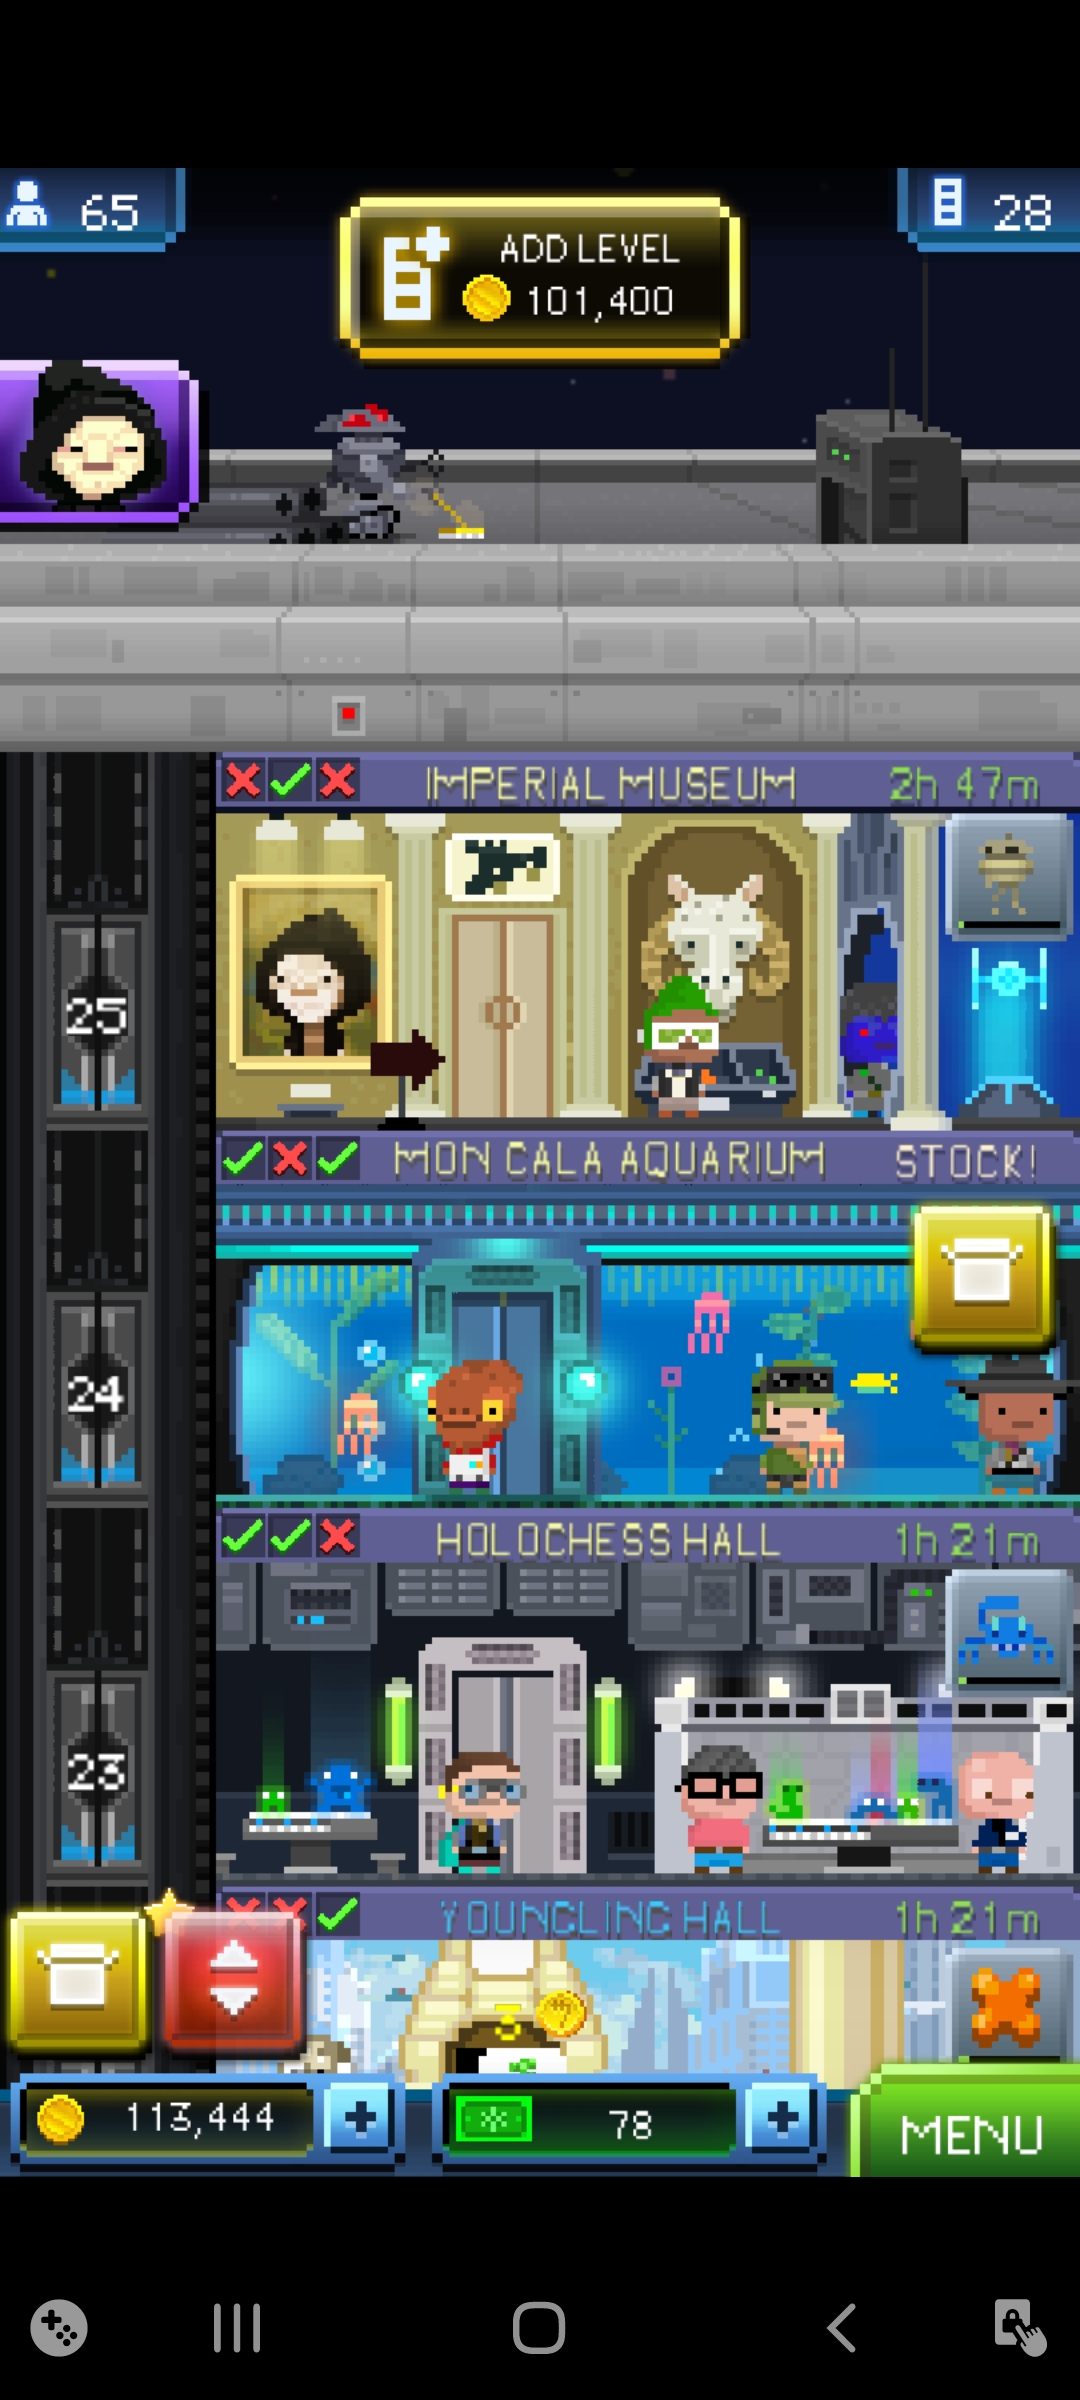 65
ADD LEVEL
101,400
28
IMPERIAL MUSEUM
2h 47m
25
MON CALA AQUARIUM
STOCK!
24
HOLOCHESS HALL
1h 21m
23
YOUNGLING HALL
1h 21m
113,444
78
MENU